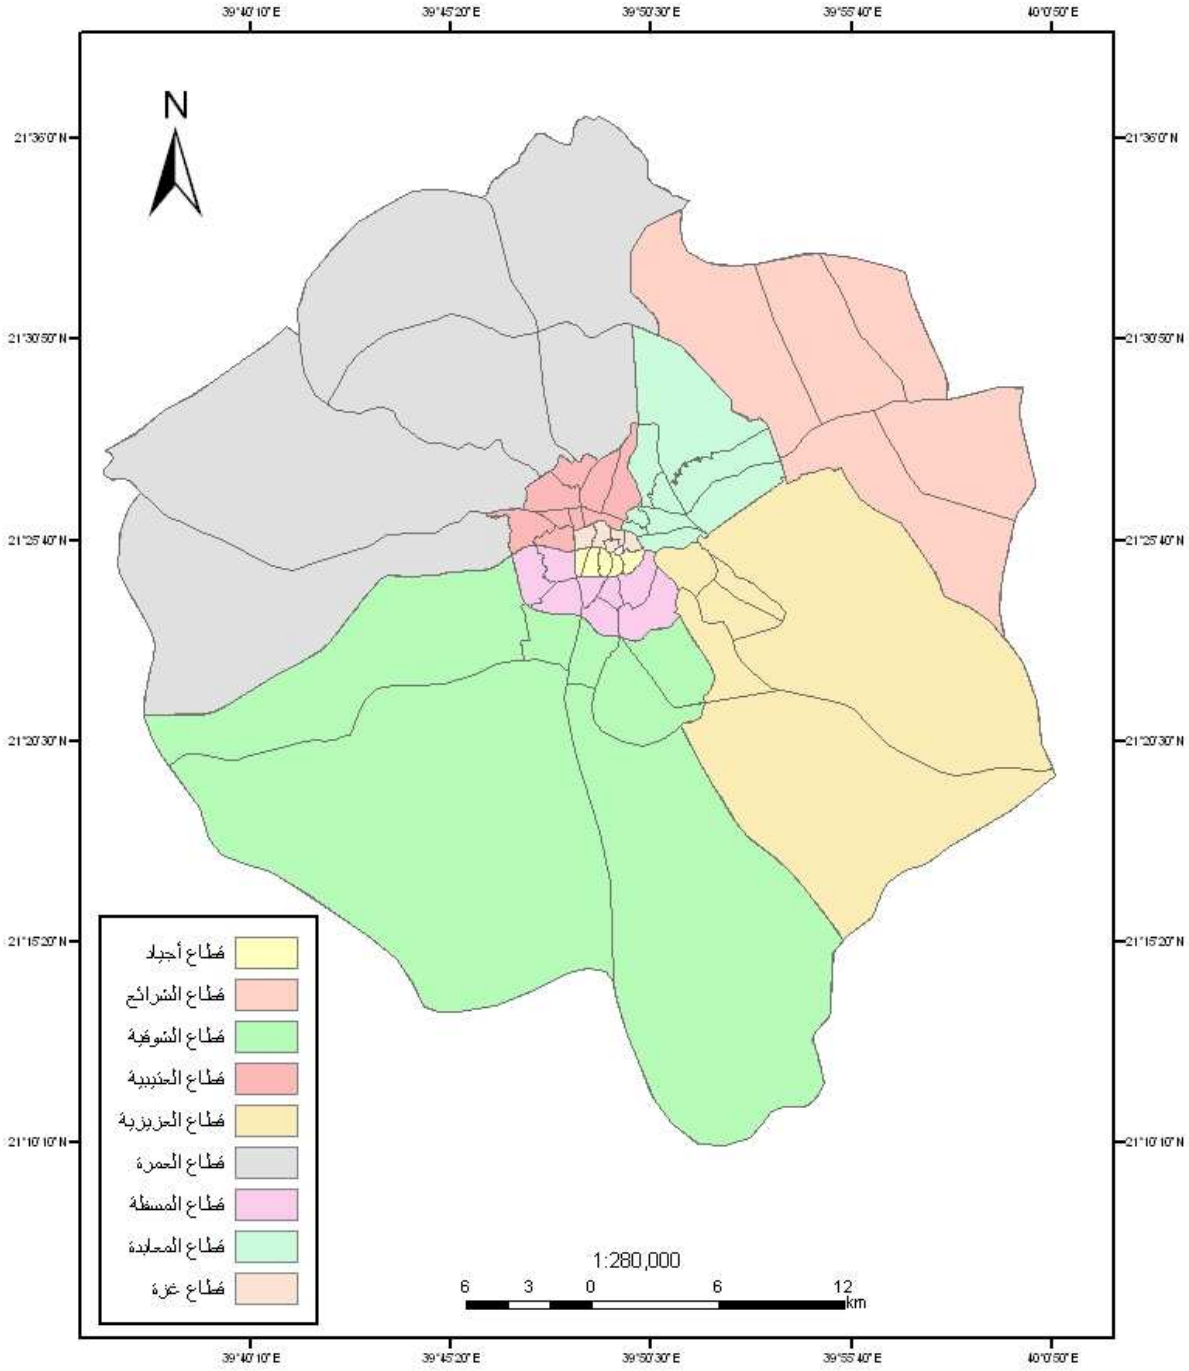 39°40'10"E 39°45'20"E 39°50'30"E 39°55'40"E 40°0'50"E
N
21°36'0"N 21°36'0"N
21°30'50"N 21°30'50"N
21°25'40"N 21°25'40"N
21°20'30"N 21°20'30"N
21°15'20"N 21°15'20"N
21°10'10"N 21°10'10"N
قطاع أجياد
قطاع الشرائع
قطاع الشوقية
قطاع العتيبية
قطاع العزيزية
قطاع العمرة
قطاع المسفلة
قطاع المعابدة
قطاع غزة
1:280,000
6 3 0 6 12
km
39°40'10"E 39°45'20"E 39°50'30"E 39°55'40"E 40°0'50"E